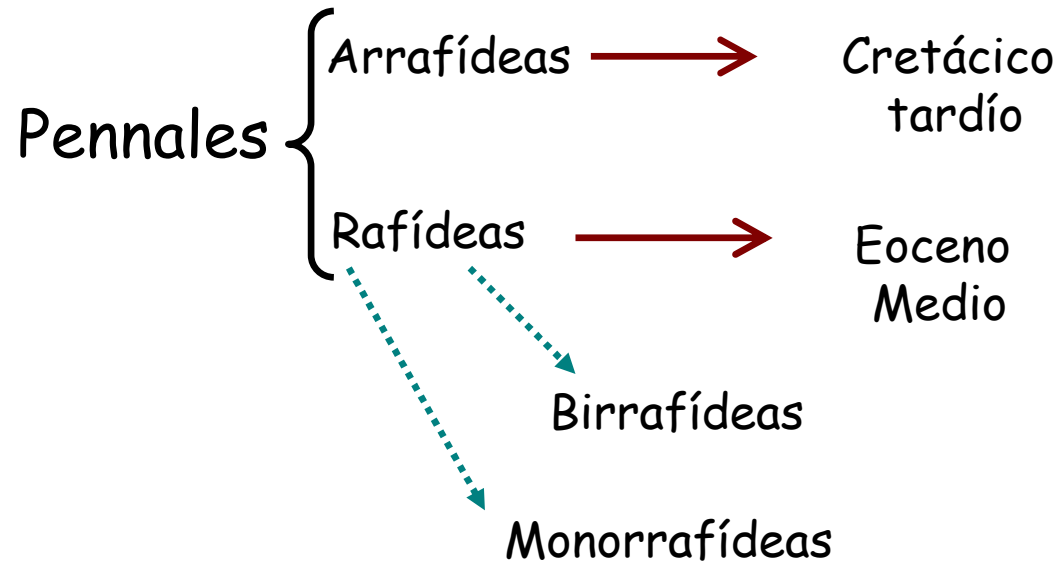 Pennales
Arrafídeas
Cretácico
tardío
Rafídeas
Eoceno
Medio
Birrafídeas
Monorrafídeas